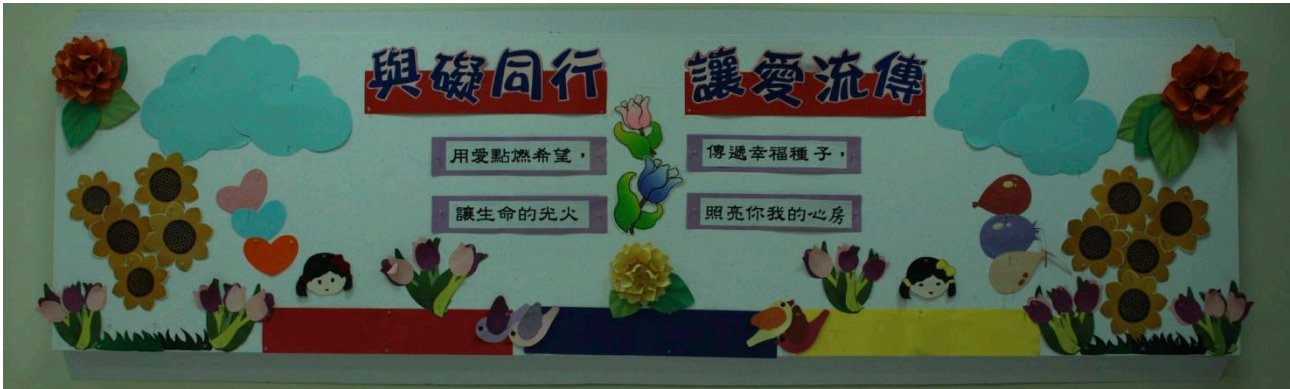 與礙同行 讓愛流傳
用愛點燃希望，
讓生命的光火
傳遞幸福種子，
照亮你我的心房